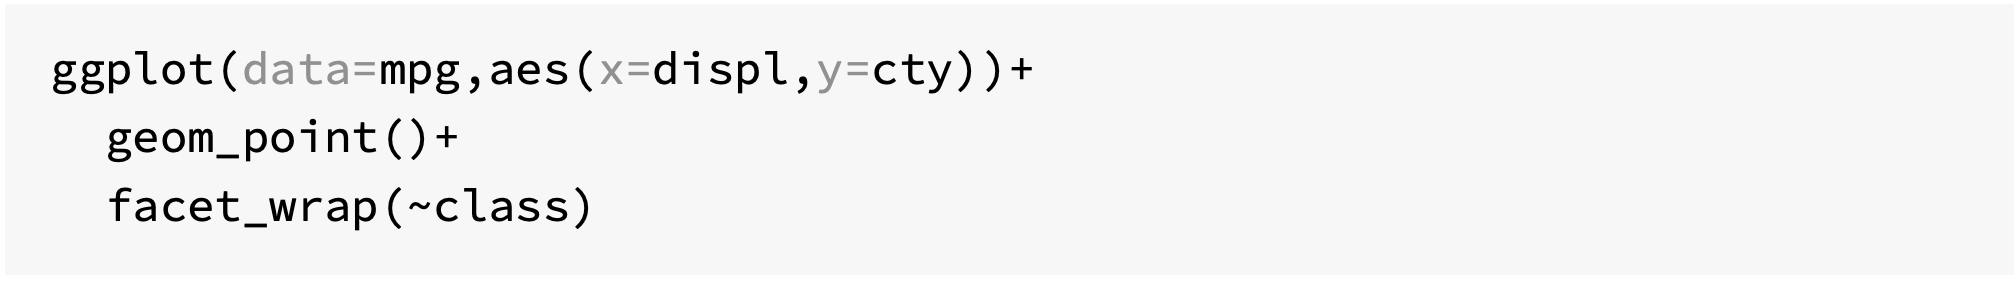 ggplot(data=mpg,aes(x=displ,y=cty))+
  geom_point()+
  facet_wrap(~class)